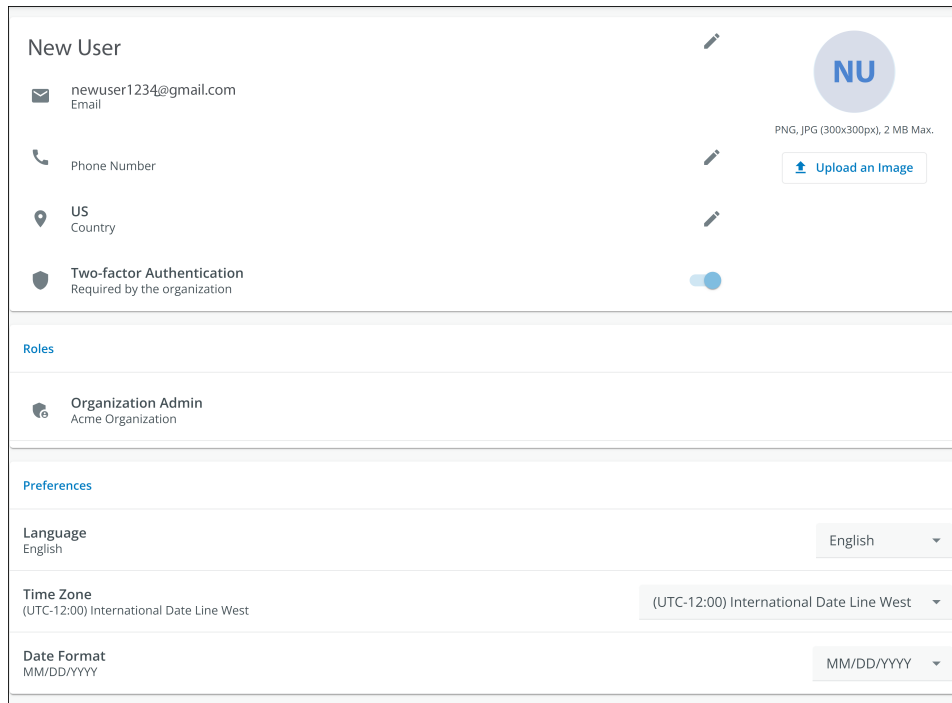 New User
newuser1234@gmail.com
Email
Phone Number
US
Country
Two-factor Authentication
Required by the organization
NU
PNG, JPG (300x300px), 2 MB Max.
Upload an Image
Roles
Organization Admin
Acme Organization
Preferences
Language
English
English
Time Zone
(UTC-12:00) International Date Line West
(UTC-12:00) International Date Line West
Date Format
MM/DD/YYYY
MM/DD/YYYY